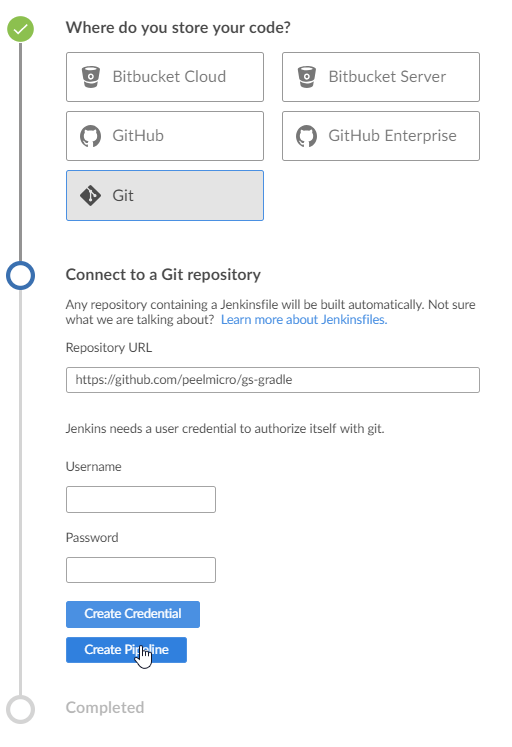 Where do you store your code?
Bitbucket Cloud
Bitbucket Server
GitHub
GitHub Enterprise
Git
Connect to a Git repository
Any repository containing a Jenkinsfile will be built automatically. Not sure
what we are talking about? Learn more about Jenkinsfiles.
Repository URL
https://github.com/peelmicro/gs-gradle
Jenkins needs a user credential to authorize itself with git.
Username
Password
Create Credential
Create Pipeline
Completed